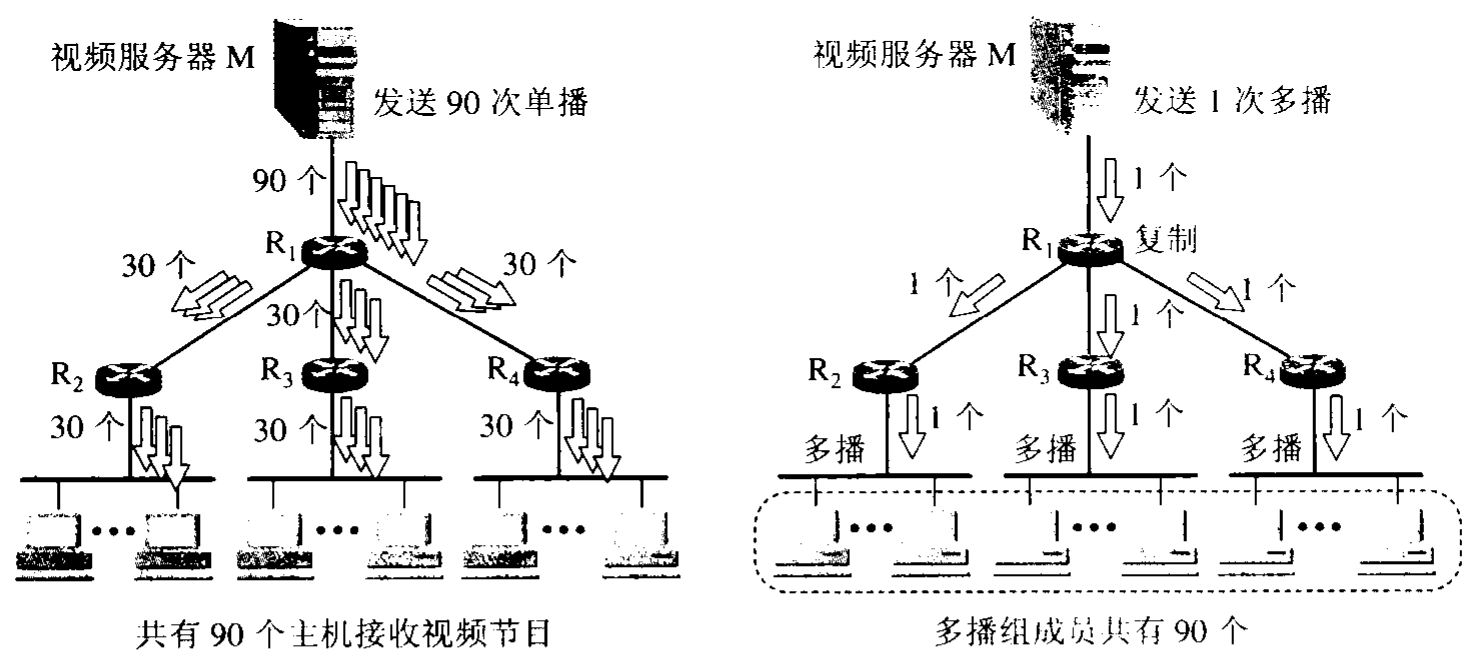 视频服务器 M
发送 90 次单播
90 个
R1
30 个
30 个
30个
R2
R3
R4
30 个
30 个
30 个
共有 90 个主机接收视频节目
视频服务器 M
发送 1 次多播
1 个
R1
复制
1 个
1 个
1 个
R2
R3
R4
1 个
1 个
1 个
多播
多播
多播
多播组成员共有 90 个